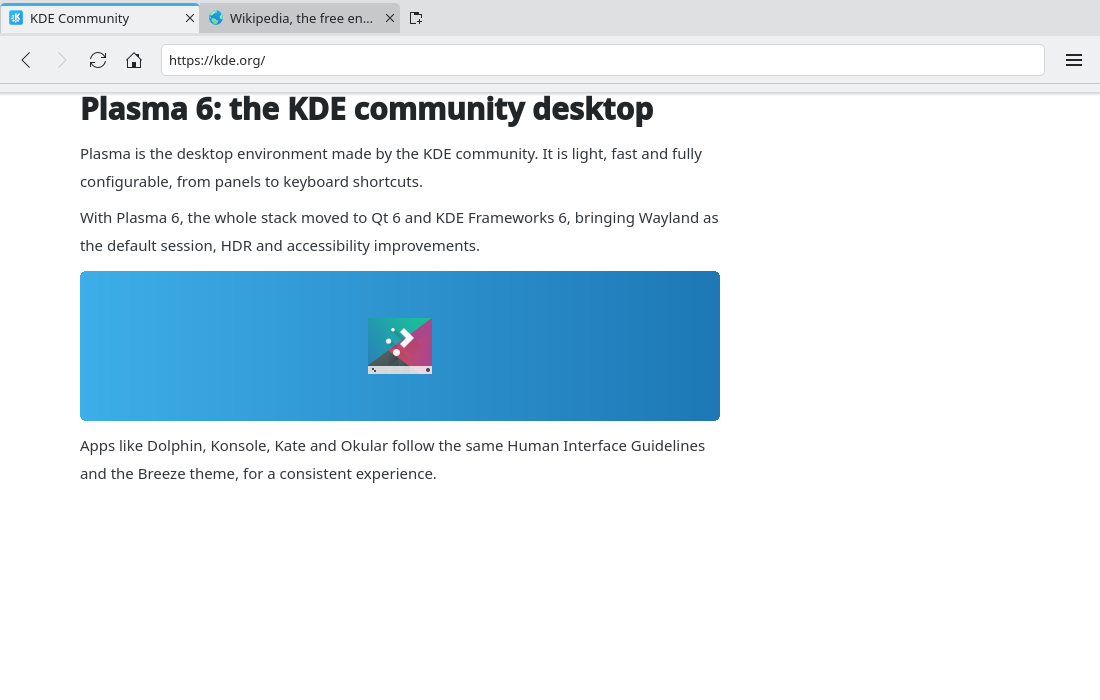 KDE Community
Wikipedia, the free en...
https://kde.org/
Plasma 6: the KDE community desktop
Plasma is the desktop environment made by the KDE community. It is light, fast and fully
configurable, from panels to keyboard shortcuts.
With Plasma 6, the whole stack moved to Qt 6 and KDE Frameworks 6, bringing Wayland as
the default session, HDR and accessibility improvements.
Apps like Dolphin, Konsole, Kate and Okular follow the same Human Interface Guidelines
and the Breeze theme, for a consistent experience.